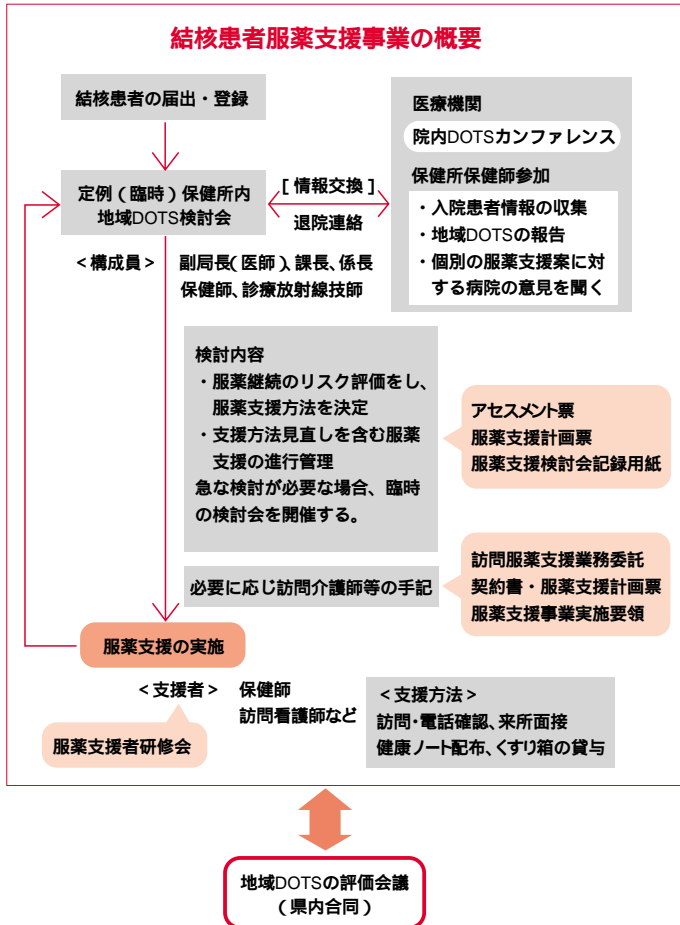 結核患者服薬支援事業の概要
結核患者の届出・登録
定例(臨時)保健所内
地域DOTS検討会
[ 情報交換 ]
退院連絡
医療機関
院内DOTSカンファレンス
保健所保健師参加
・入院患者情報の収集
・地域DOTSの報告
・個別の服薬支援案に対
する病院の意見を聞く
<構成員>
副局長(医師)、課長、係長
保健師、診療放射線技師
検討内容
・服薬継続のリスク評価をし、
服薬支援方法を決定
・支援方法見直しを含む服薬
支援の進行管理
急な検討が必要な場合、臨時
の検討会を開催する。
アセスメント票
服薬支援計画票
服薬支援検討会記録用紙
必要に応じ訪問介護師等の手記
訪問服薬支援業務委託
契約書・服薬支援計画票
服薬支援事業実施要領
服薬支援の実施
<支援者>
保健師
訪問看護師など
服薬支援者研修会
<支援方法>
訪問・電話確認、来所面接
健康ノート配布、くすり箱の貸与
地域DOTSの評価会議
(県内合同)